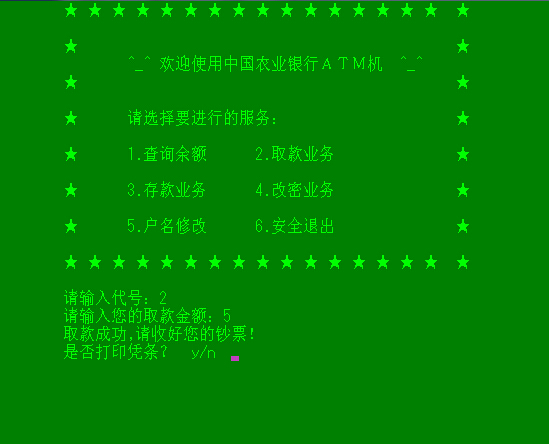 ★ ★ ★ ★ ★ ★ ★ ★ ★ ★ ★ ★ ★ ★ ★ ★ ★
★ ★
^_^ 欢迎使用中国农业银行ＡＴＭ机 ^_^
★ ★
★ 请选择要进行的服务: ★
★ 1.查询余额 2.取款业务 ★
★ 3.存款业务 4.改密业务 ★
★ 5.户名修改 6.安全退出 ★
★ ★ ★ ★ ★ ★ ★ ★ ★ ★ ★ ★ ★ ★ ★ ★ ★
请输入代号: 2
请输入您的取款金额: 5
取款成功,请收好您的钞票!
是否打印凭条? y/n